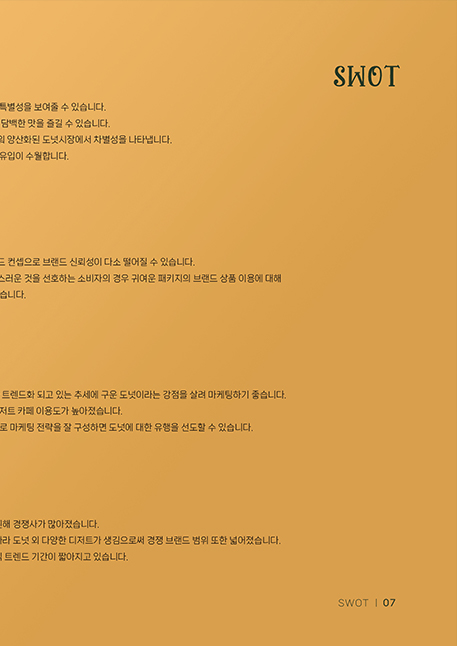 SWOT
특별성을 보여줄 수 있습니다.
담백한 맛을 즐길 수 있습니다.
양산화된 도넛시장에서 차별성을 나타냅니다.
유입이 수월합니다.
컨셉으로 브랜드 신뢰성이 다소 떨어질 수 있습니다.
스러운 것을 선호하는 소비자의 경우 귀여운 패키지의 브랜드 상품 이용에 대해
습니다.
트렌드화 되고 있는 추세에 구운 도넛이라는 강점을 살려 마케팅하기 좋습니다.
저트 카페 이용도가 높아졌습니다.
로 마케팅 전략을 잘 구성하면 도넛에 대한 유행을 선도할 수 있습니다.
경쟁사가 많아졌습니다.
라 도넛 외 다양한 디저트가 생김으로써 경쟁 브랜드 범위 또한 넓어졌습니다.
트렌드 기간이 짧아지고 있습니다.
SWOT | 07